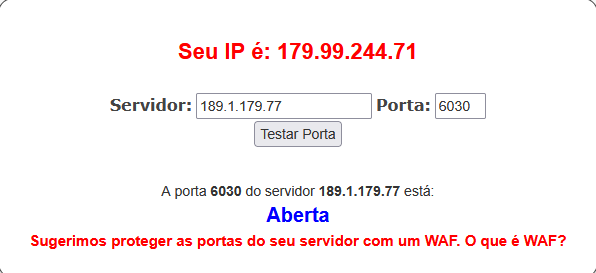 Seu IP é: 179.99.244.71
Servidor: 189.1.179.77 Porta: 6030
Testar Porta
A porta 6030 do servidor 189.1.179.77 está:
Aberta
Sugerimos proteger as portas do seu servidor com um WAF. O que é WAF?